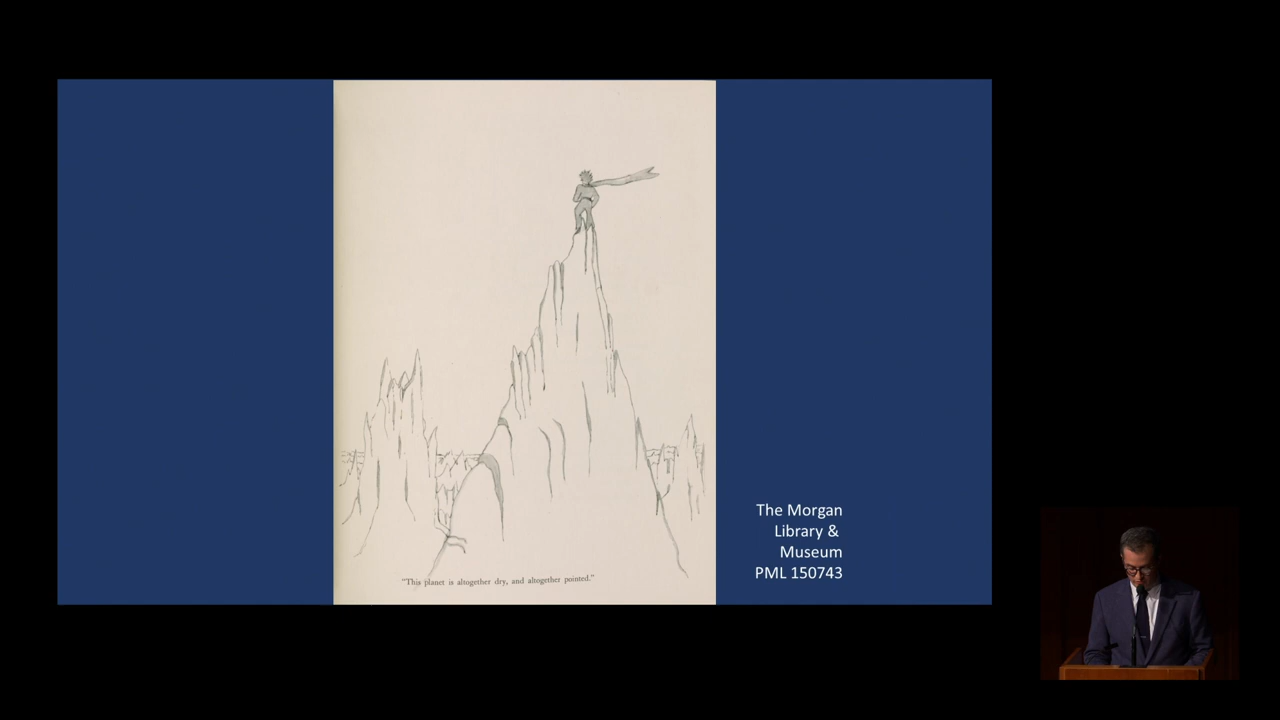 "This planet is altogether dry, and altogether pointed."
The Morgan
Library &
Museum
PML 150743